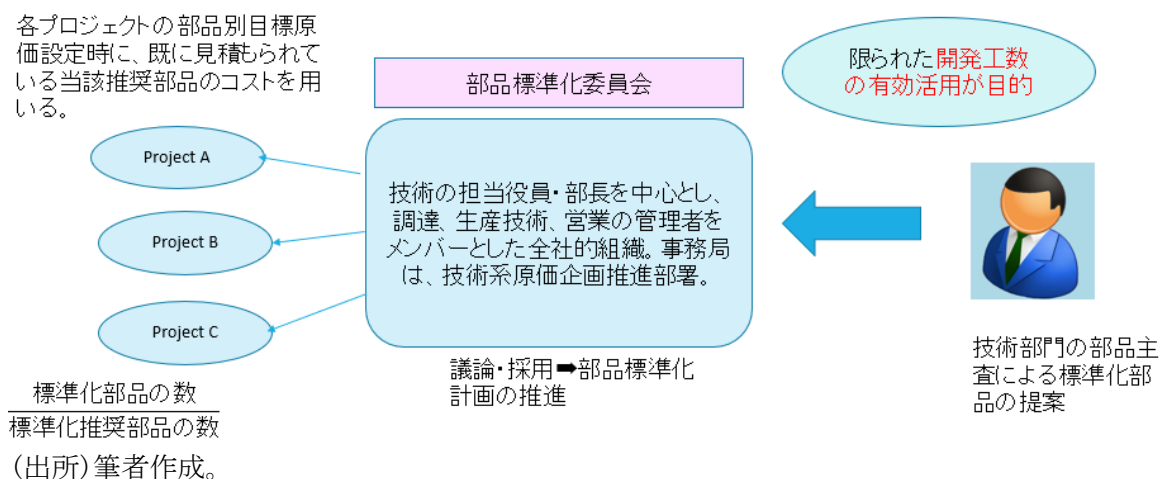 各プロジェクトの部品別目標原
価設定時に、既に見積もられて
いる当該推奨部品のコストを用
いる。
部品標準化委員会
限られた開発工数
の有効活用が目的
Project A
Project B
Project C
技術の担当役員・部長を中心とし、
調達、生産技術、営業の管理者を
メンバーとした全社的組織。事務局
は、技術系原価企画推進部署。
議論・採用➡部品標準化
計画の推進
技術部門の部品主
査による標準化部
品の提案
標準化部品の数
標準化推奨部品の数
(出所)筆者作成。